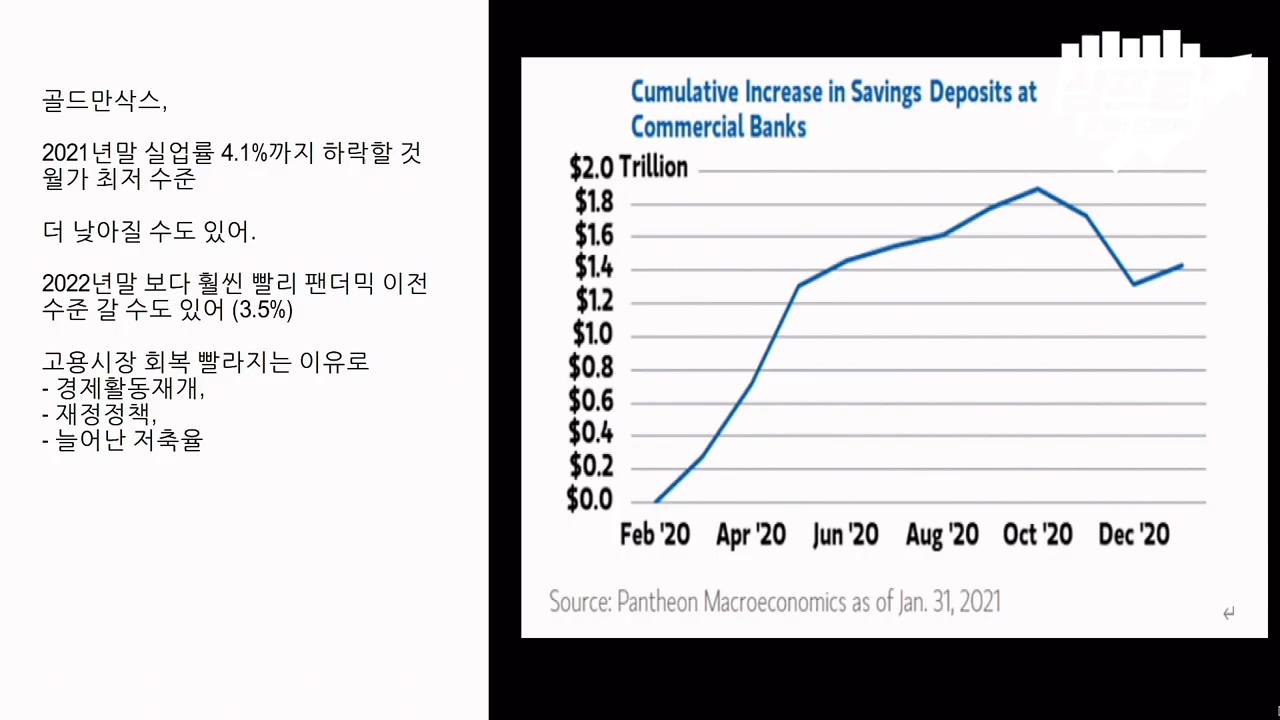 골드만삭스,
2021년말 실업률 4.1%까지 하락할 것
월가 최저 수준
더 낮아질 수도 있어.
2022년말 보다 훨씬 빨리 팬더믹 이전
수준 갈 수도 있어 (3.5%)
고용시장 회복 빨라지는 이유로
- 경제활동재개,
- 재정정책,
- 늘어난 저축율
Cumulative Increase in Savings Deposits at
Commercial Banks
$2.0 Trillion
$1.8
$1.6
$1.4
$1.2
$1.0
$0.8
$0.6
$0.4
$0.2
$0.0
Feb '20 Apr '20 Jun '20 Aug '20 Oct '20 Dec '20
Source: Pantheon Macroeconomics as of Jan. 31, 2021